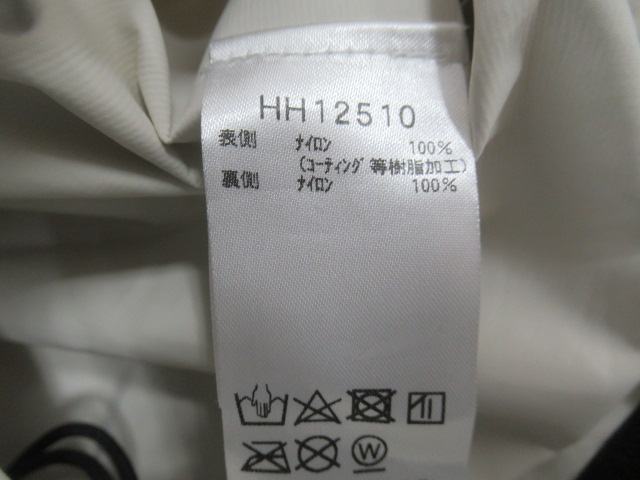 HH12510
表側 ナイロン 100%
(コーティング等樹脂加工)
裏側 ナイロン 100%
W